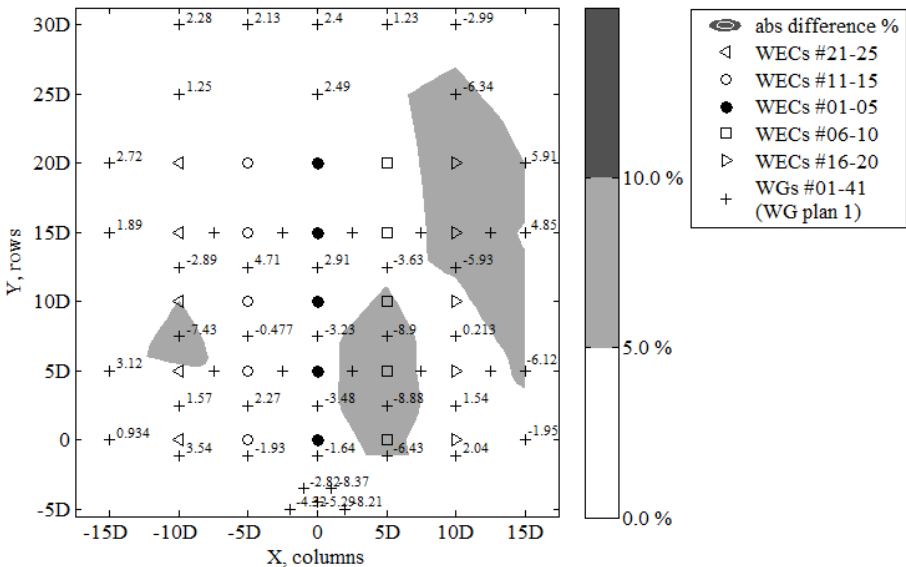 30D
2.28
2.13
2.4
1.23
-2.99
25D
1.25
2.49
-6.34
20D
2.72
5.91
15D
1.89
4.85
-2.89
4.71
2.91
-3.63
-5.93
10D
-7.43
-0.477
-3.23
-8.9
0.213
5D
3.12
-6.12
1.57
2.27
-3.48
-8.88
1.54
0
0.934
-1.95
3.54
-1.93
-1.64
-6.43
2.04
-2.82
-8.37
-5D
-5.29
-8.21
-15D
-10D
-5D
0
5D
10D
15D
X, columns
Y, rows
10.0 %
5.0 %
0.0 %
abs difference %
WECs #21-25
WECs #11-15
WECs #01-05
WECs #06-10
WECs #16-20
WGs #01-41
(WG plan 1)